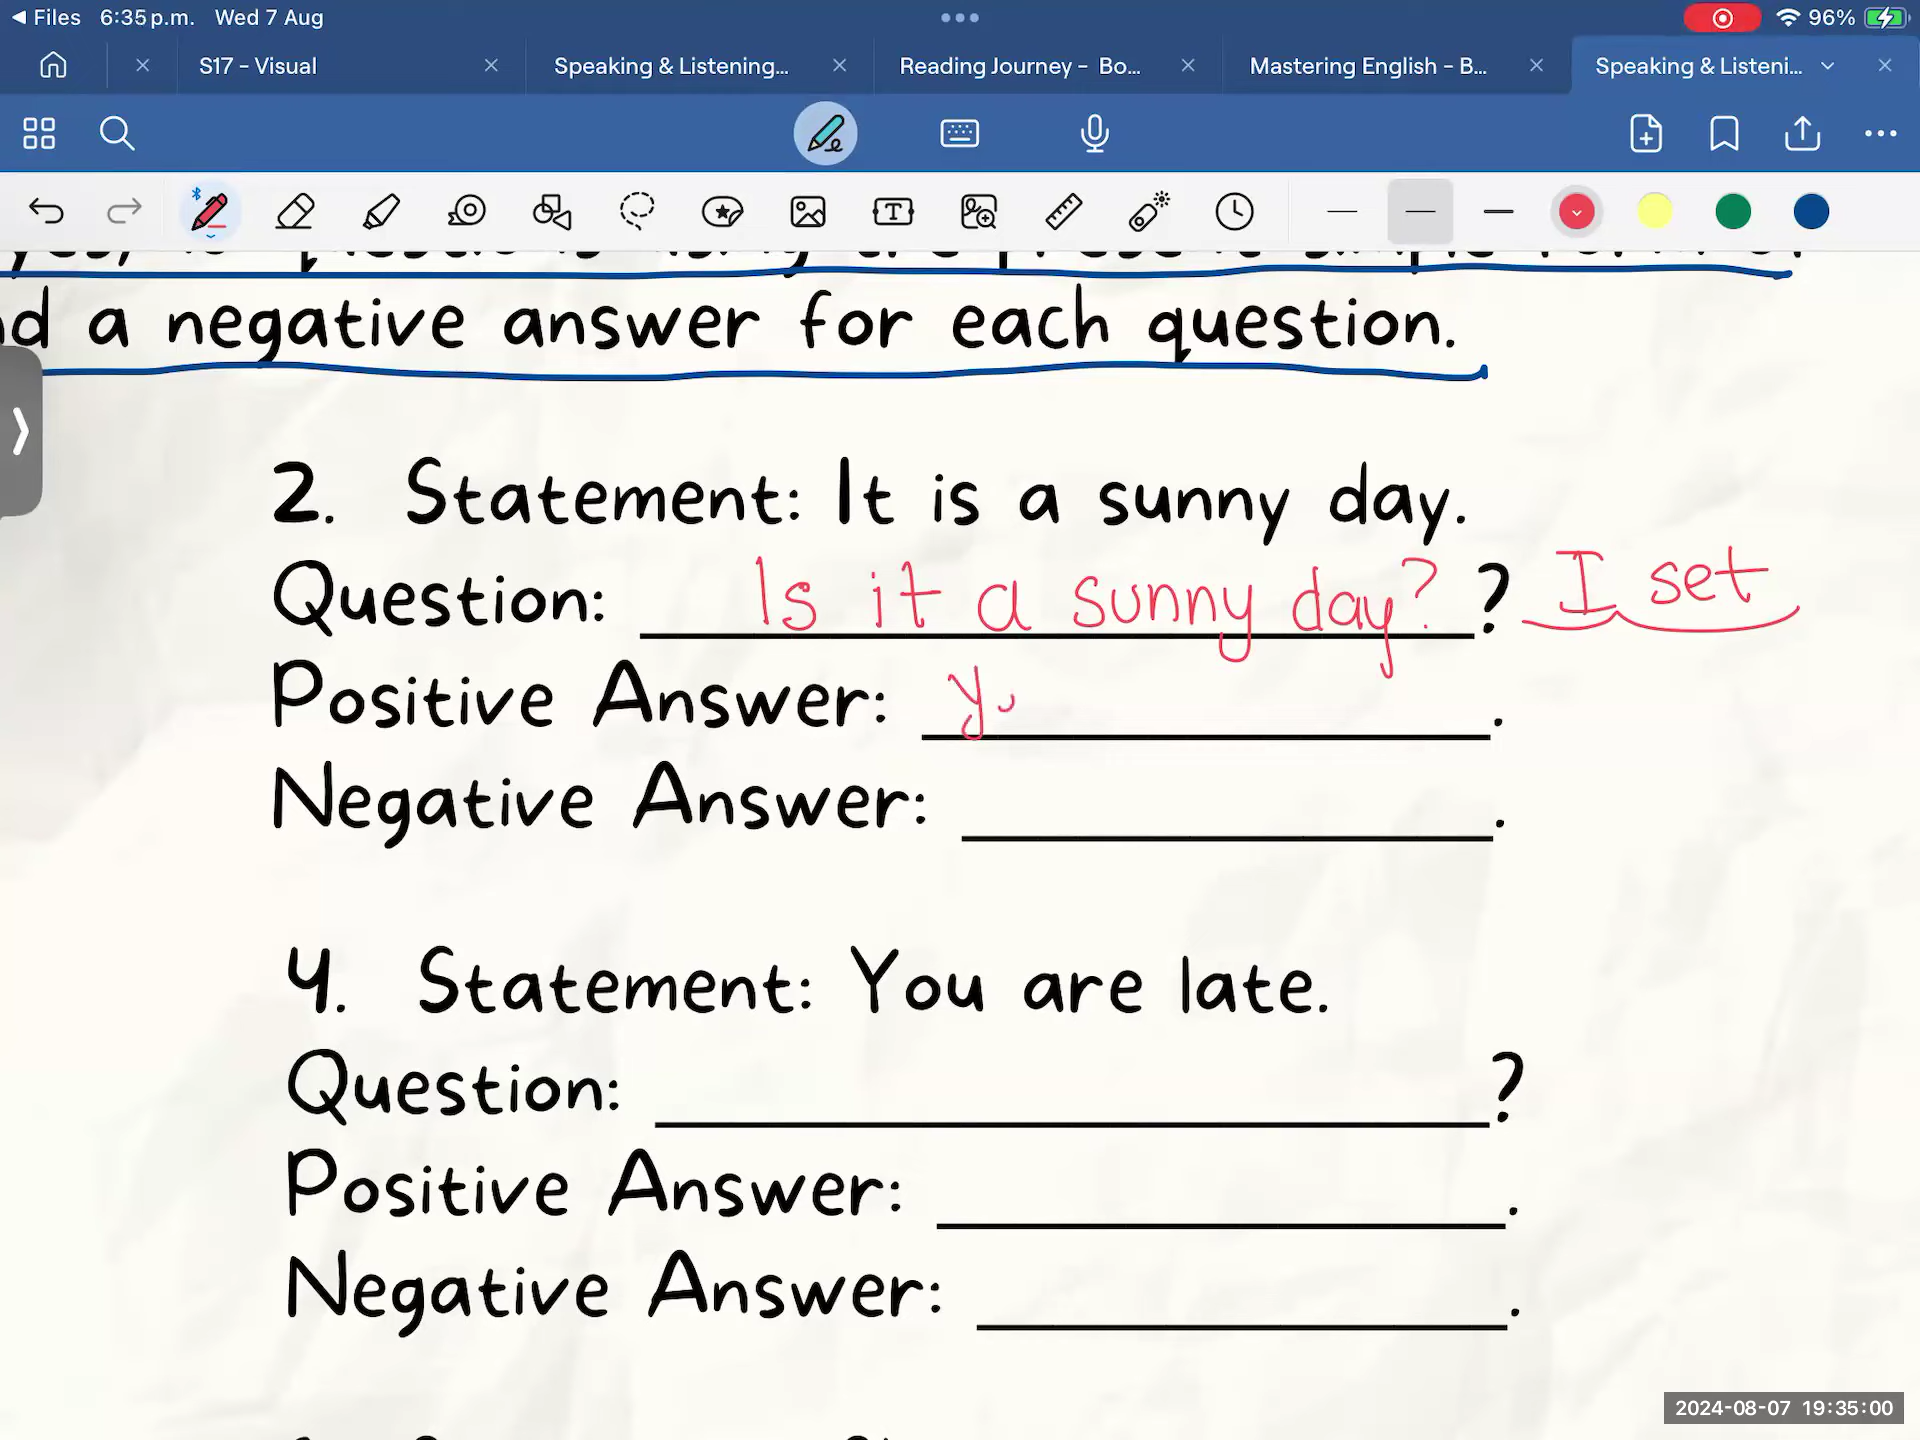 Files 6:35 p.m. Wed 7 Aug 96%
S17 - Visual Speaking & Listening... Reading Journey - Bo... Mastering English - B... Speaking & Listeni...
nd a negative answer for each question.
2. Statement: It is a sunny day.
Question: Is it a sunny day? ? I set
Positive Answer: y .
Negative Answer: .
4. Statement: You are late.
Question: ?
Positive Answer: .
Negative Answer: .
2024-08-07 19:35:00